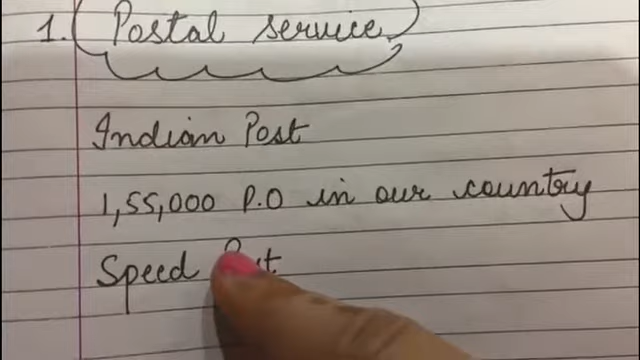 1. Postal service
Indian Post
1,55,000 P.O in our country
Speed